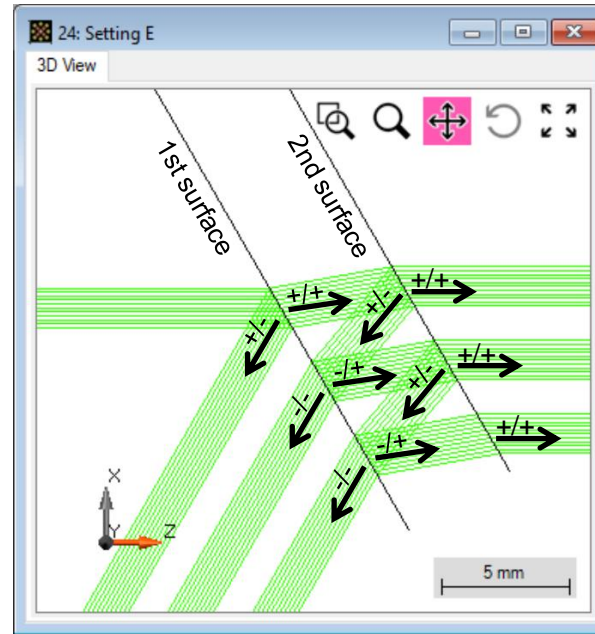 24: Setting E
3D View
1st surface
2nd surface
+/+
+/+
+/-
+/-
-/+
+/+
-/-
+/-
-/+
+/+
-/-
X
Y
Z
5 mm